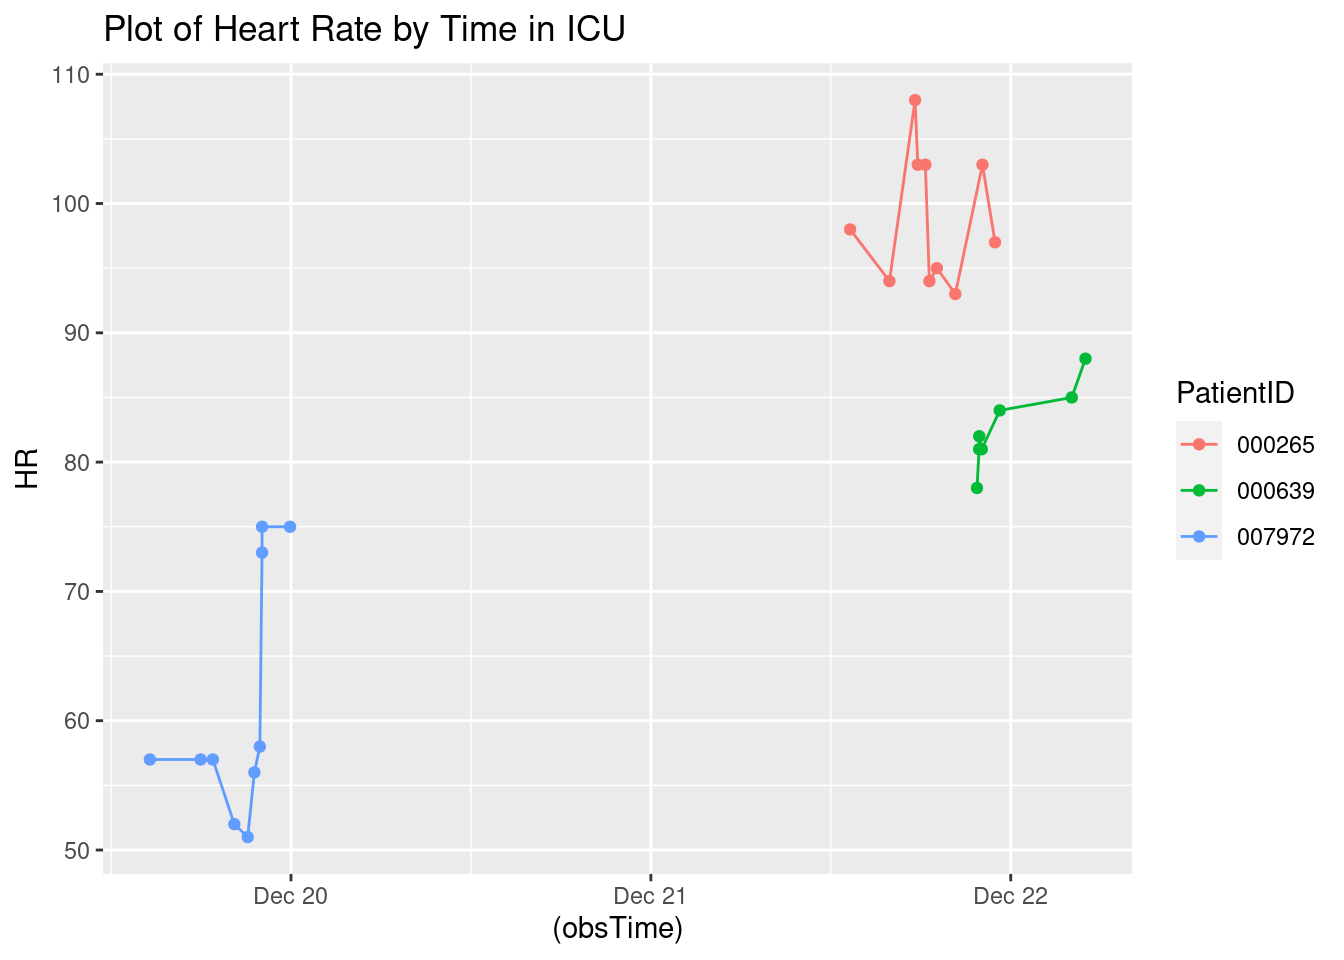 Plot of Heart Rate by Time in ICU
110
100
90
80
70
60
50
HR
Dec 20
Dec 21
Dec 22
(obsTime)
PatientID
000265
000639
007972